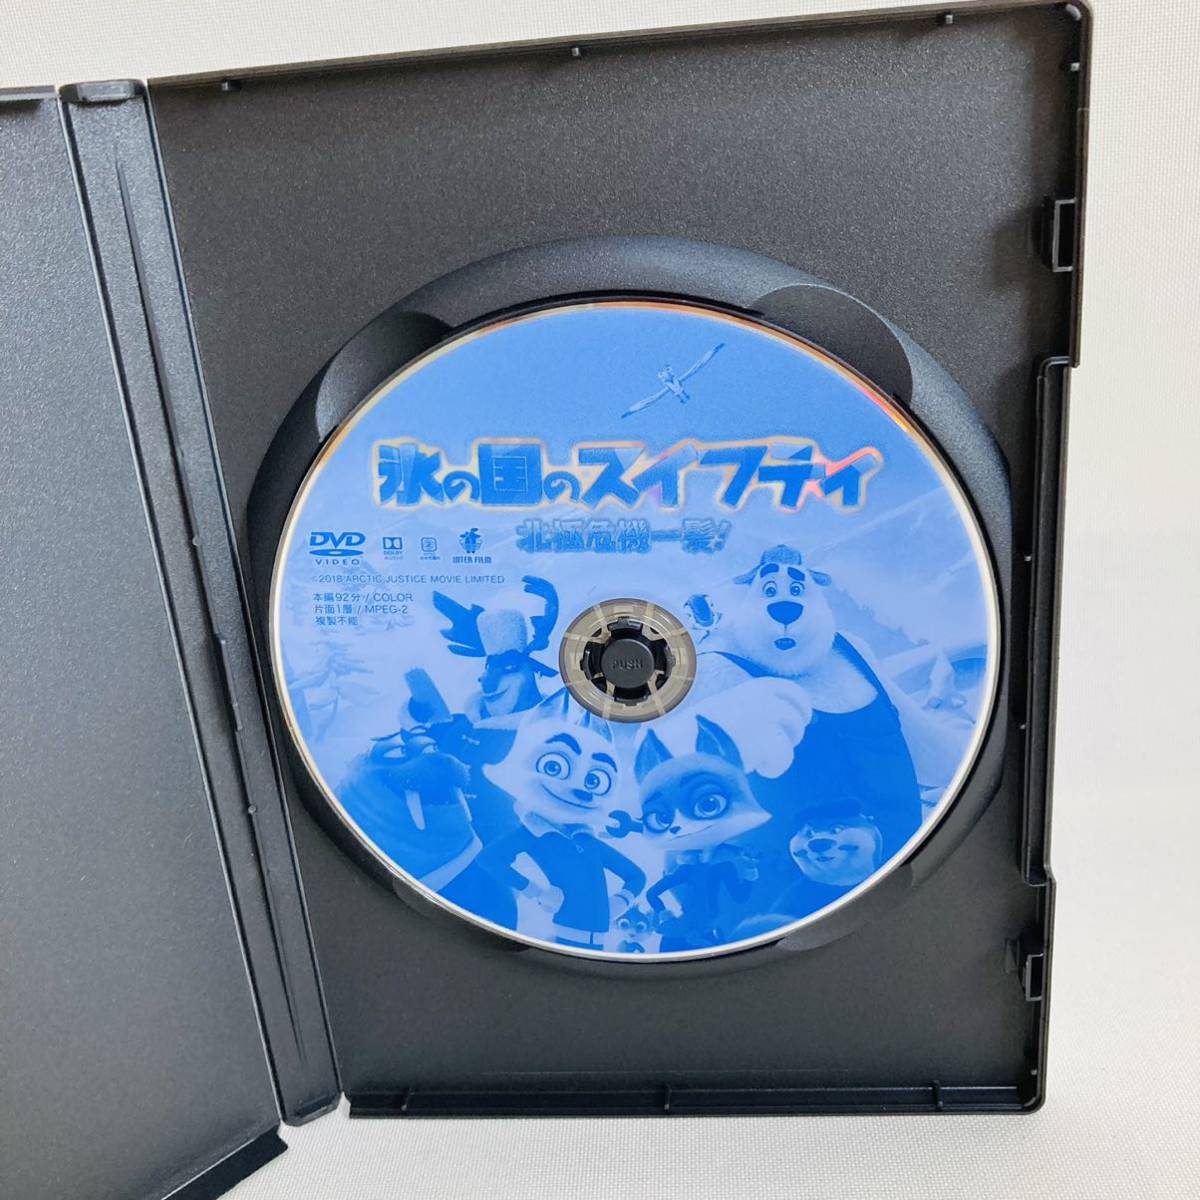 氷の国のスイフティ
北極危機一髪!
DVD
VIDEO
DOLBY
INTER FILM
©2018 ARCTIC JUSTICE MOVIE LIMITED
本編92分 / COLOR
片面1層 / MPEG-2
複製不能
PUSH